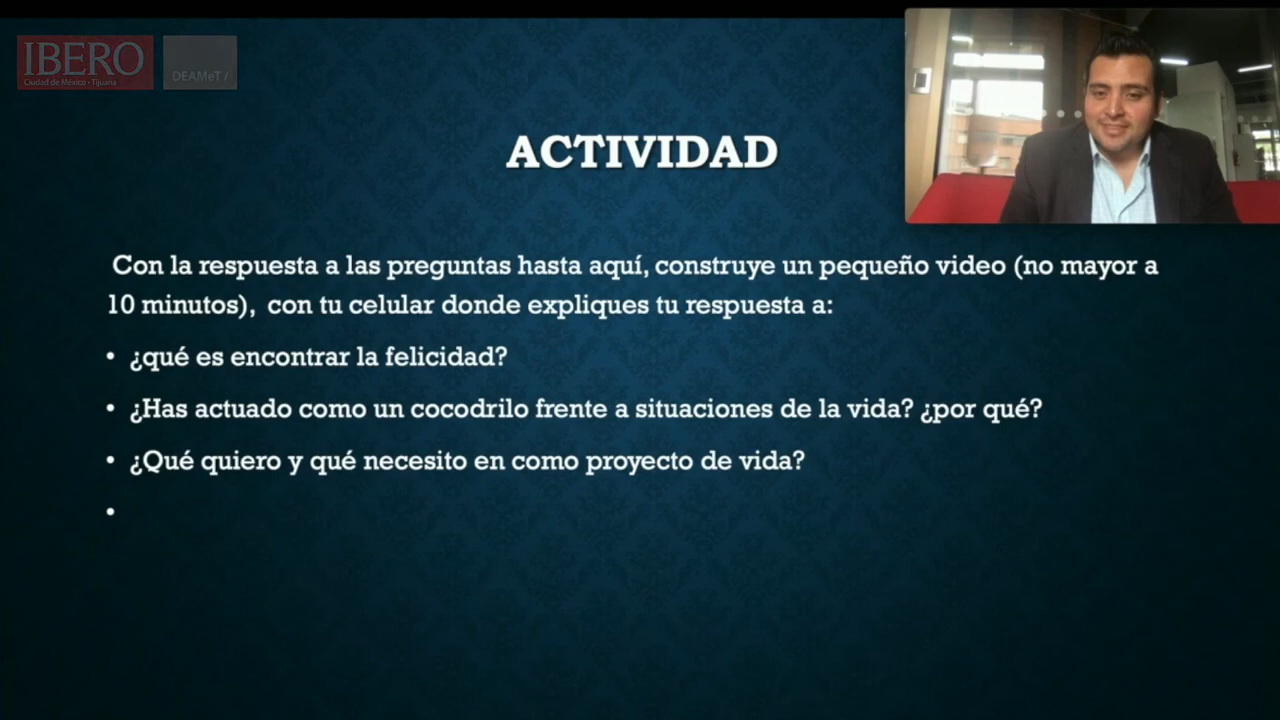 IBERO
Ciudad de México · Tijuana
DEAMeT /
ACTIVIDAD
Con la respuesta a las preguntas hasta aquí, construye un pequeño video (no mayor a
10 minutos), con tu celular donde expliques tu respuesta a:
• ¿qué es encontrar la felicidad?
• ¿Has actuado como un cocodrilo frente a situaciones de la vida? ¿por qué?
• ¿Qué quiero y qué necesito en como proyecto de vida?
•